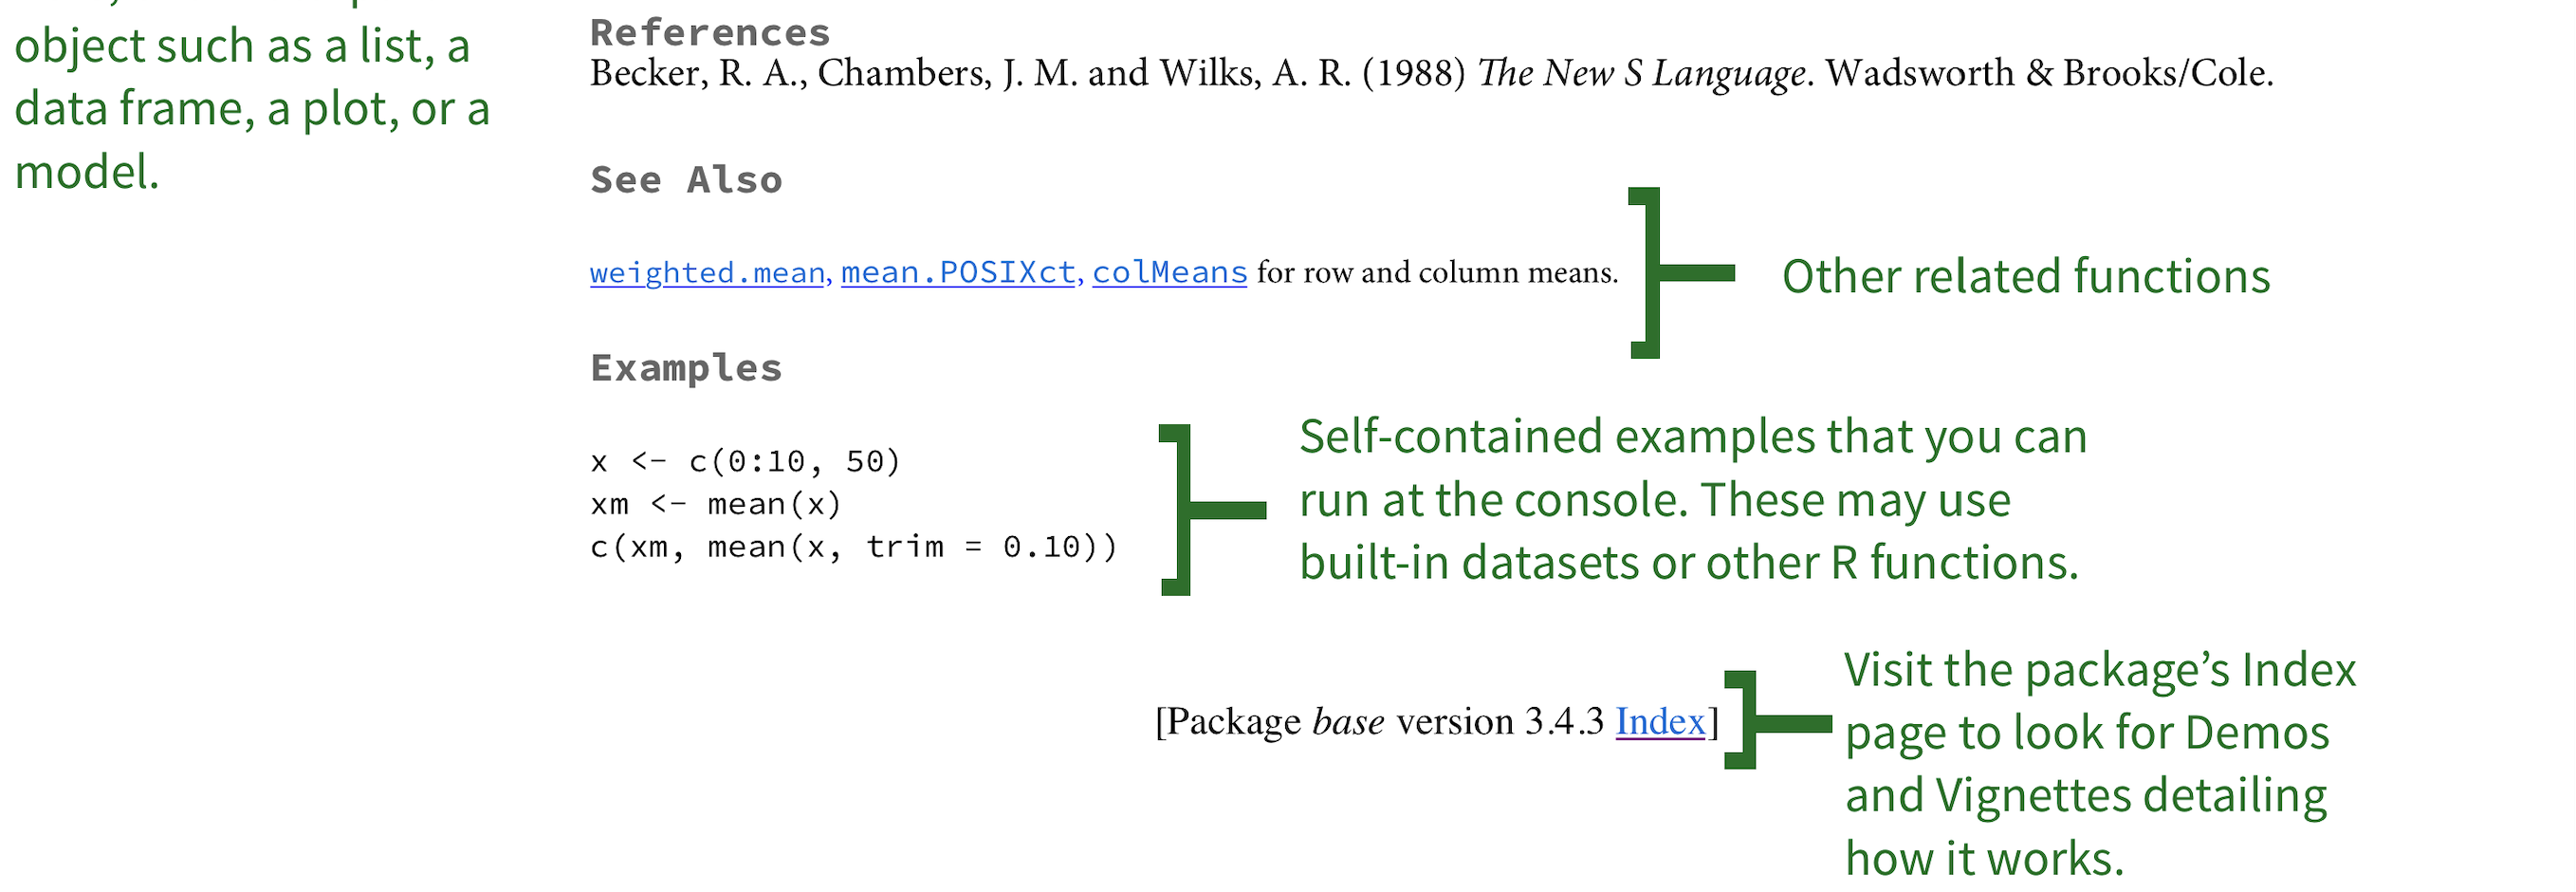 object such as a list, a
data frame, a plot, or a
model.
References
Becker, R. A., Chambers, J. M. and Wilks, A. R. (1988) The New S Language. Wadsworth & Brooks/Cole.
See Also
weighted.mean, mean.POSIXct, colMeans for row and column means.
Other related functions
Examples
x <- c(0:10, 50)
xm <- mean(x)
c(xm, mean(x, trim = 0.10))
Self-contained examples that you can
run at the console. These may use
built-in datasets or other R functions.
[Package base version 3.4.3 Index]
Visit the package’s Index
page to look for Demos
and Vignettes detailing
how it works.